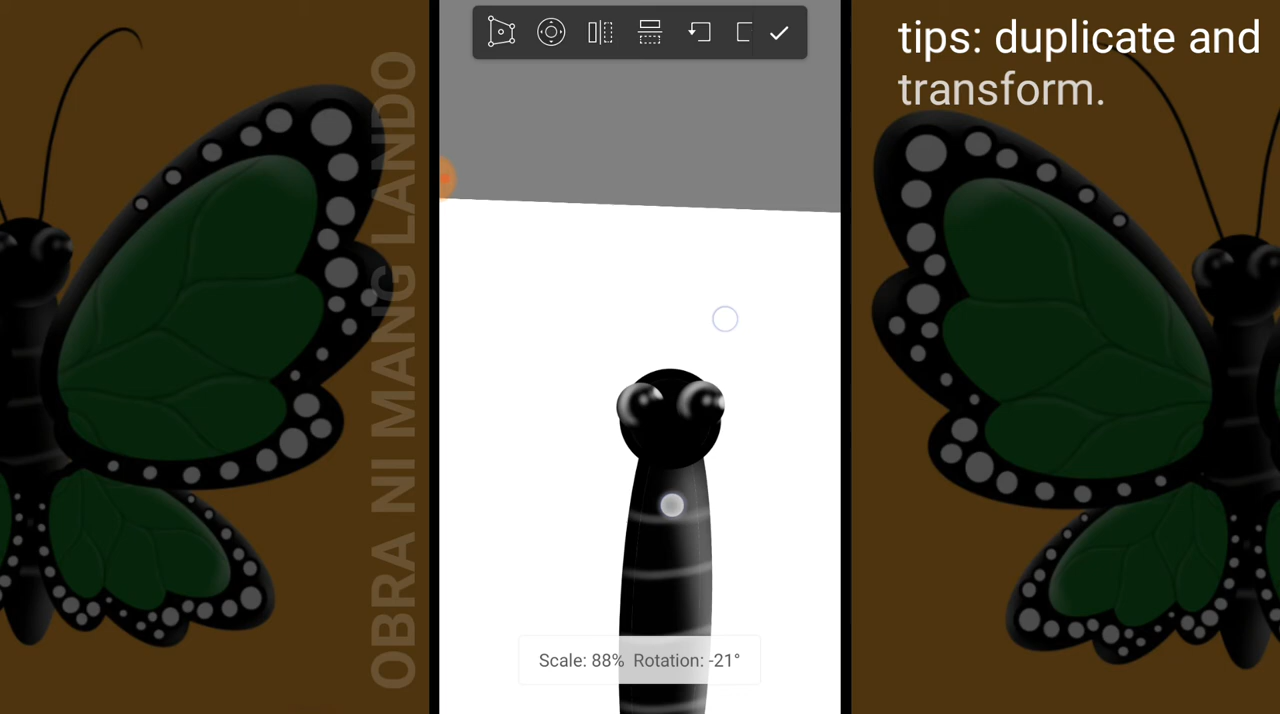 tips: duplicate and
transform.
OBRA NI MANG LANDO
Scale: 88% Rotation: -21°